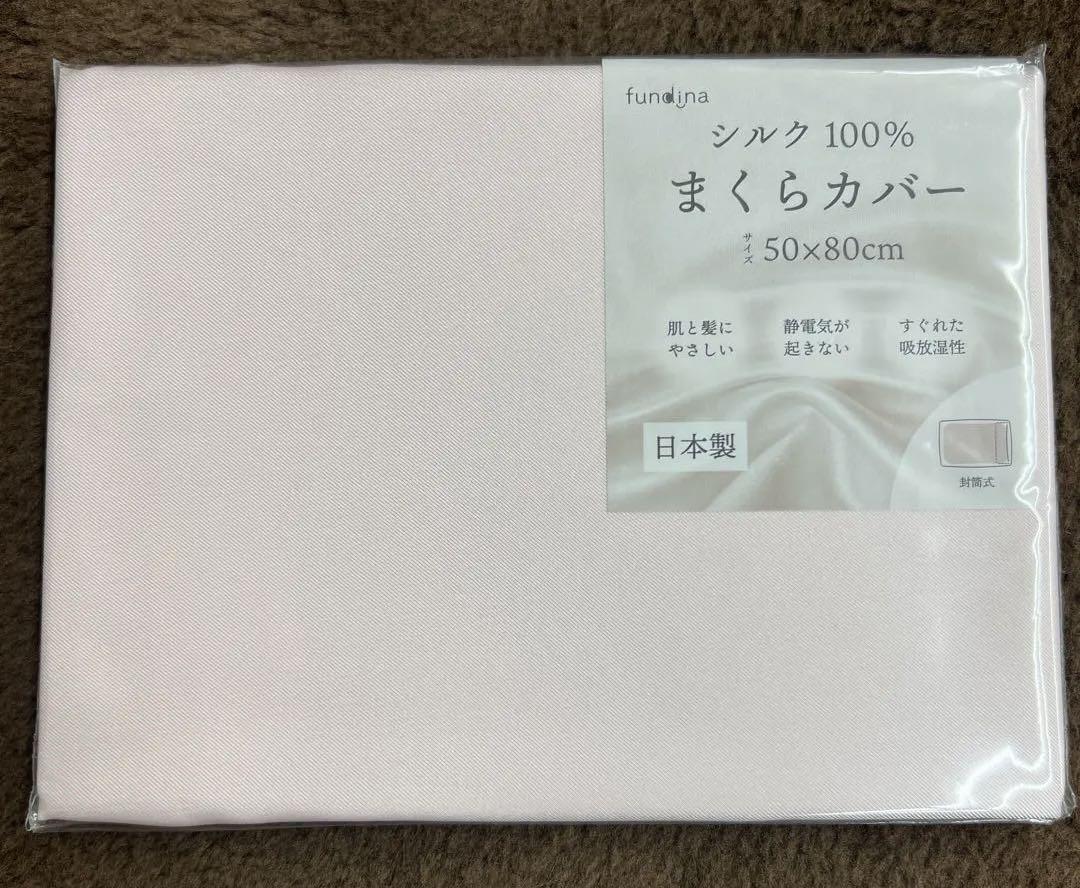 fundina
シルク 100%
まくらカバー
サイズ 50×80cm
肌と髪に
やさしい
静電気が
起きない
すぐれた
吸放湿性
日本製
封筒式